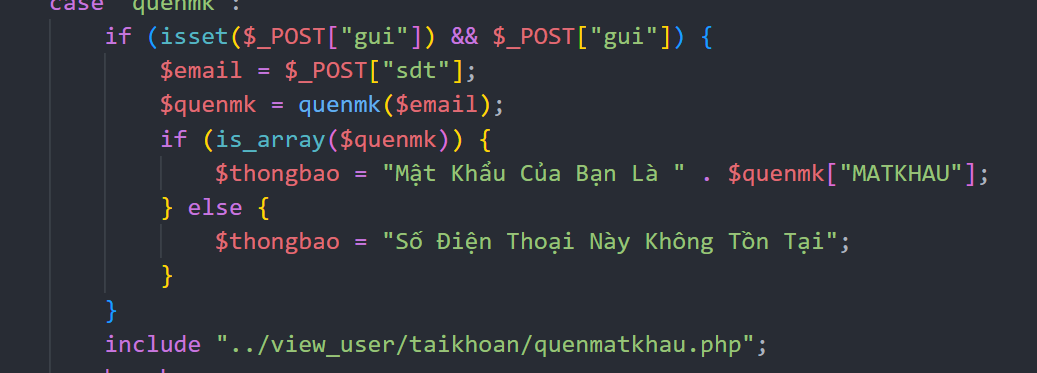 case "quenmk":
if (isset($_POST["gui"]) && $_POST["gui"]) {
$email = $_POST["sdt"];
$quenmk = quenmk($email);
if (is_array($quenmk)) {
$thongbao = "Mật Khẩu Của Bạn Là " . $quenmk["MATKHAU"];
} else {
$thongbao = "Số Điện Thoại Này Không Tồn Tại";
}
}
include "../view_user/taikhoan/quenmatkhau.php";